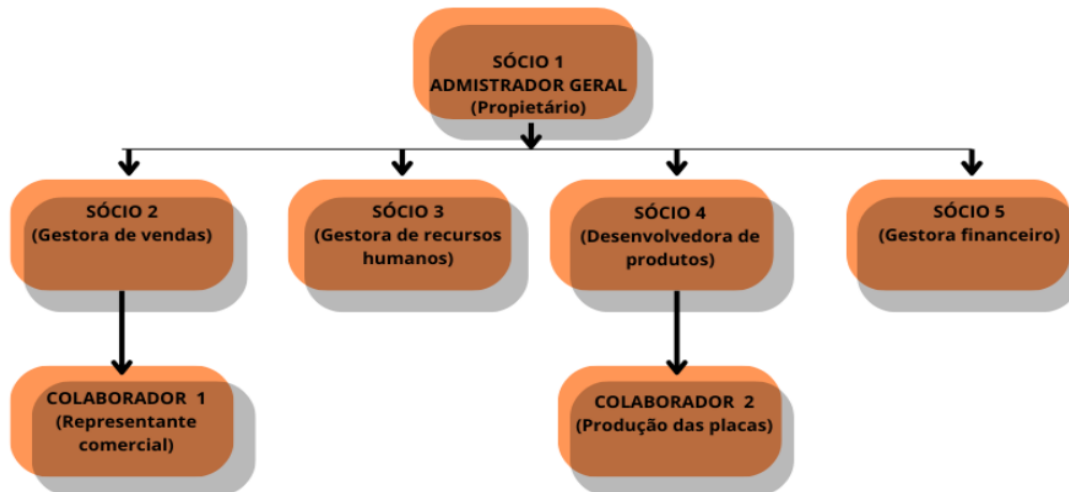 SÓCIO 1
ADMISTRADOR GERAL
(Propietário)
SÓCIO 2
(Gestora de vendas)
SÓCIO 3
(Gestora de recursos
humanos)
SÓCIO 4
(Desenvolvedora de
produtos)
SÓCIO 5
(Gestora financeiro)
COLABORADOR 1
(Representante
comercial)
COLABORADOR 2
(Produção das placas)